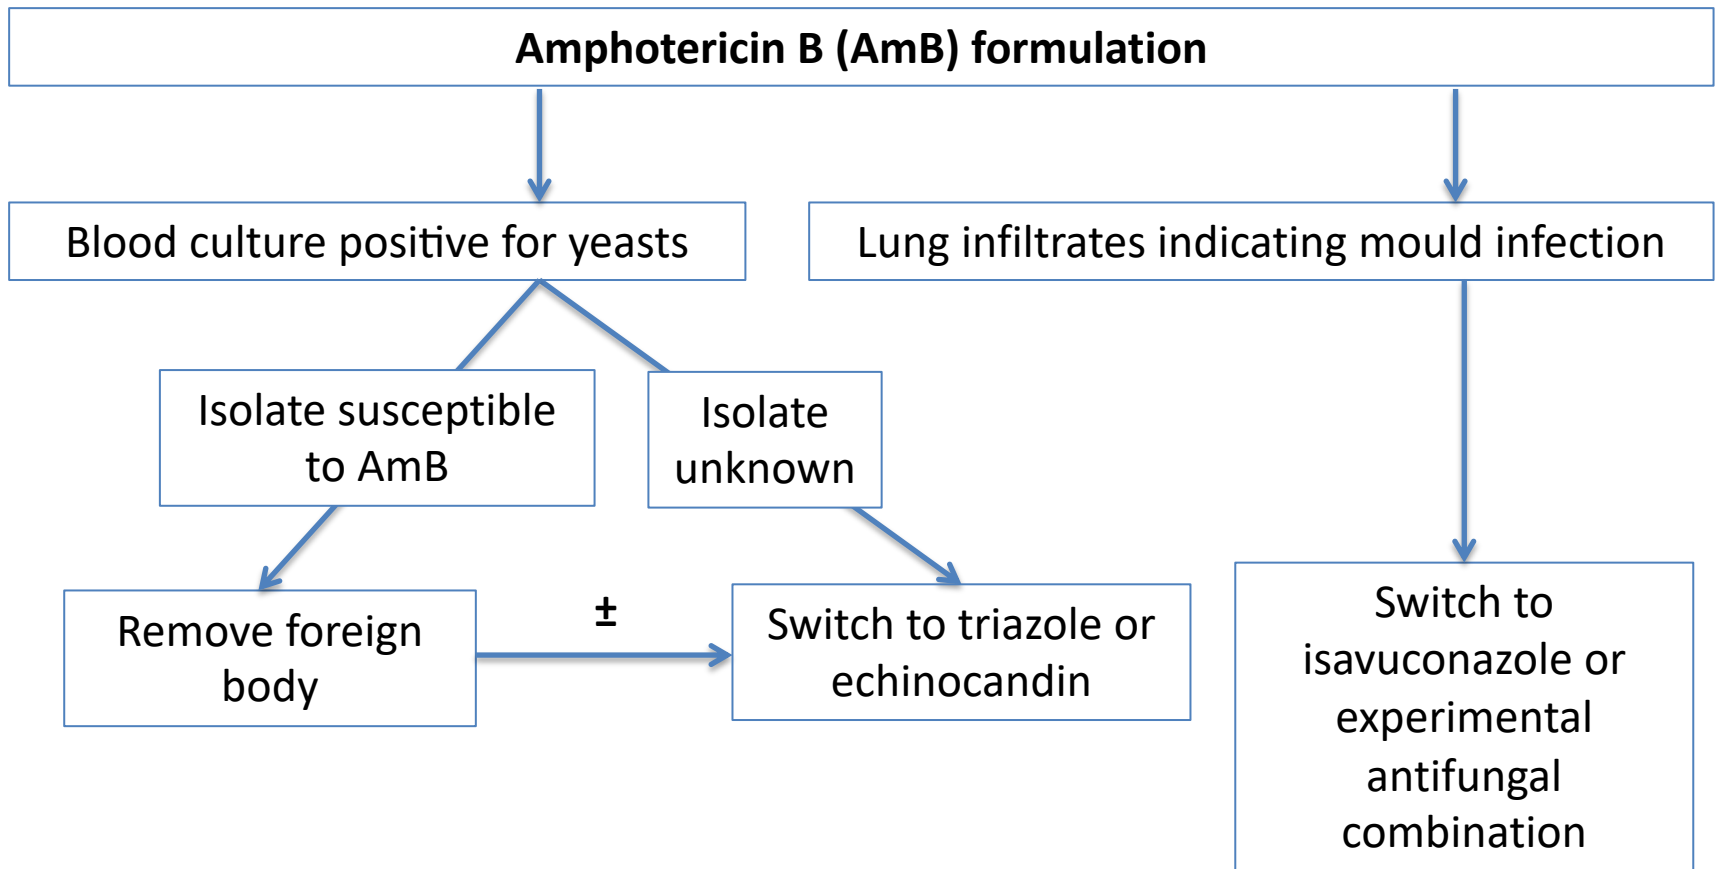 Amphotericin B (AmB) formulation
Blood culture positive for yeasts
Lung infiltrates indicating mould infection
Isolate susceptible
to AmB
Isolate
unknown
Remove foreign
body
±
Switch to triazole or
echinocandin
Switch to
isavuconazole or
experimental
antifungal
combination